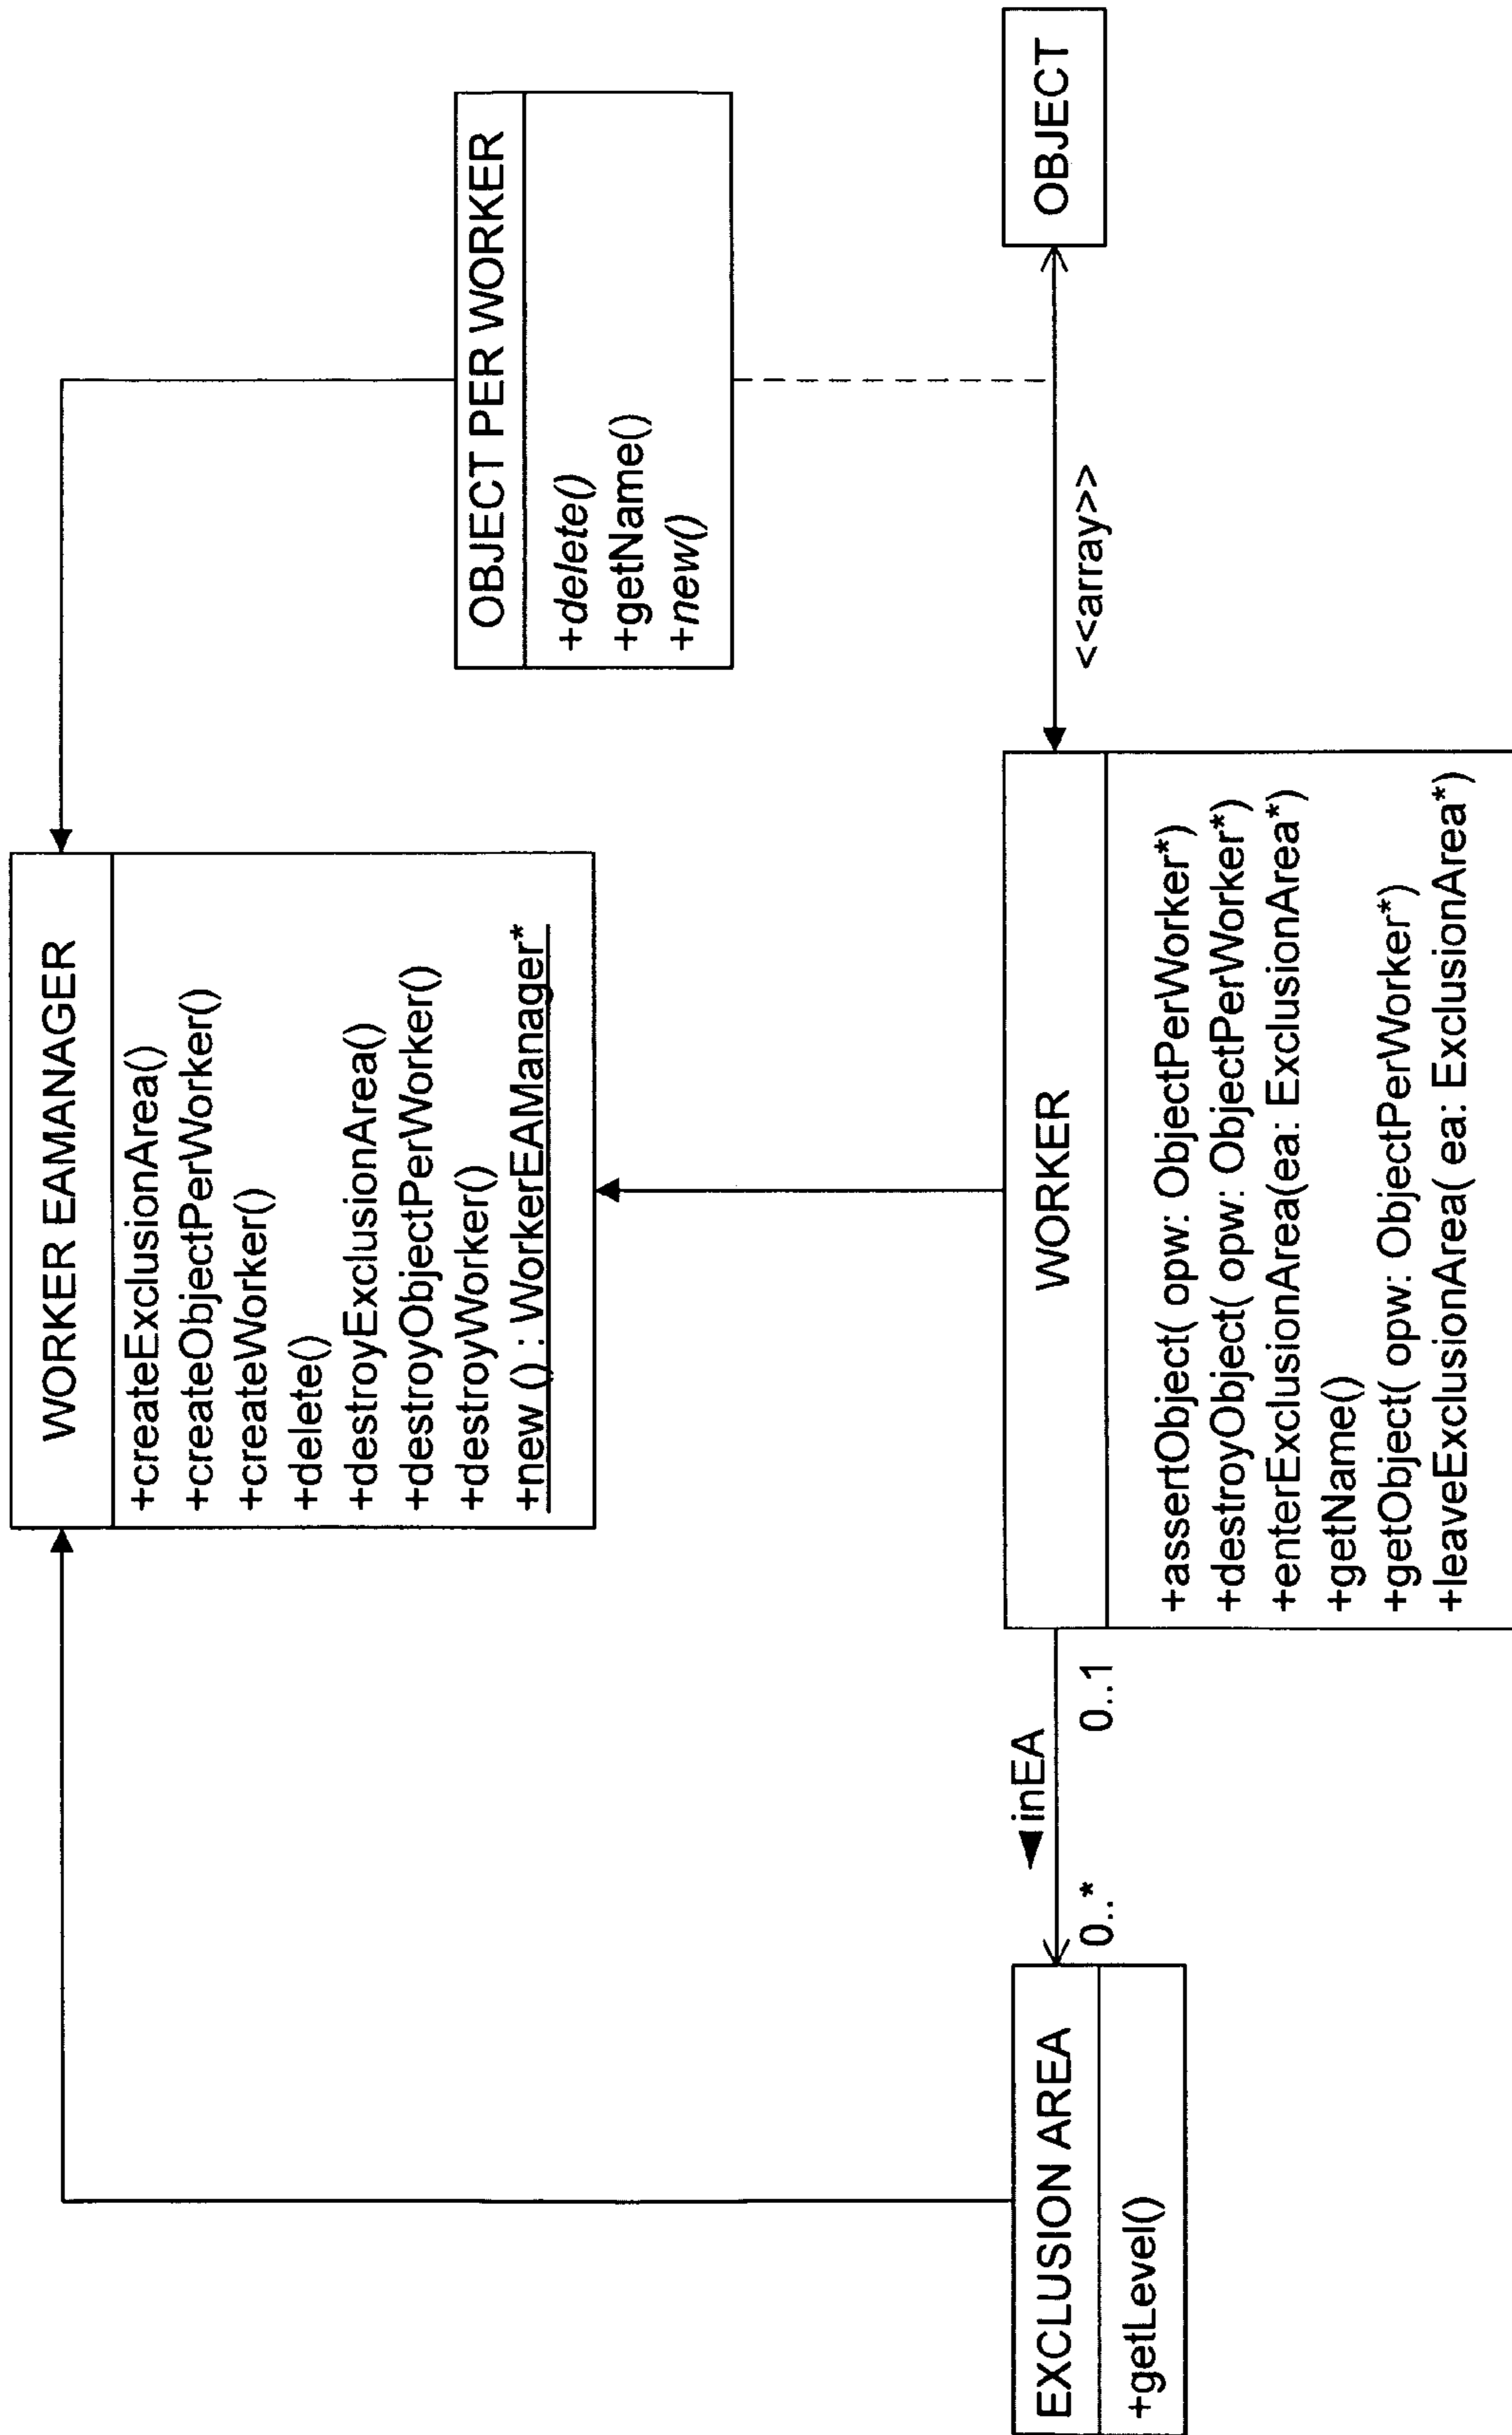 WORKER EAMANAGER
+createExclusionArea()
+createObjectPerWorker()
+createWorker()
+delete()
+destroyExclusionArea()
+destroyObjectPerWorker()
+destroyWorker()
+new () : WorkerEAManager*
OBJECT PER WORKER
+delete()
+getName()
+new()
EXCLUSION AREA
+getLevel()
inEA
0..*
0..1
WORKER
+assertObject( opw: ObjectPerWorker*)
+destroyObject( opw: ObjectPerWorker*)
+enterExclusionArea(ea: ExclusionArea*)
+getName()
+getObject( opw: ObjectPerWorker*)
+leaveExclusionArea( ea: ExclusionArea*)
<<array>>
OBJECT